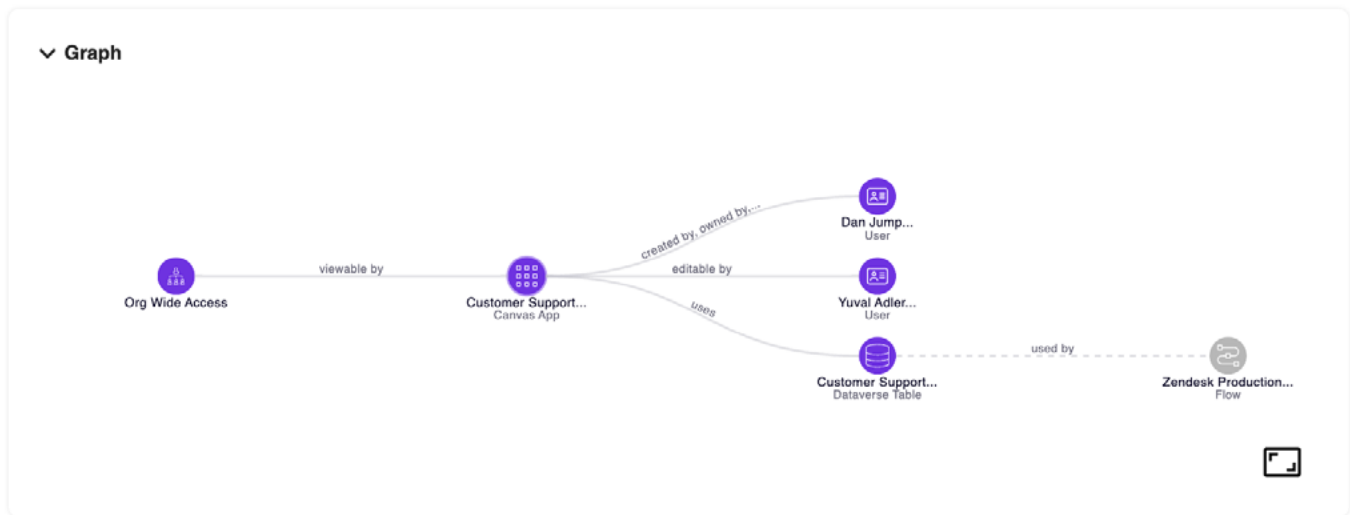 Graph
created by, owned by,...
Dan Jump...
User
viewable by
editable by
Org Wide Access
Customer Support...
Canvas App
Yuval Adler...
User
uses
used by
Customer Support...
Dataverse Table
Zendesk Production...
Flow